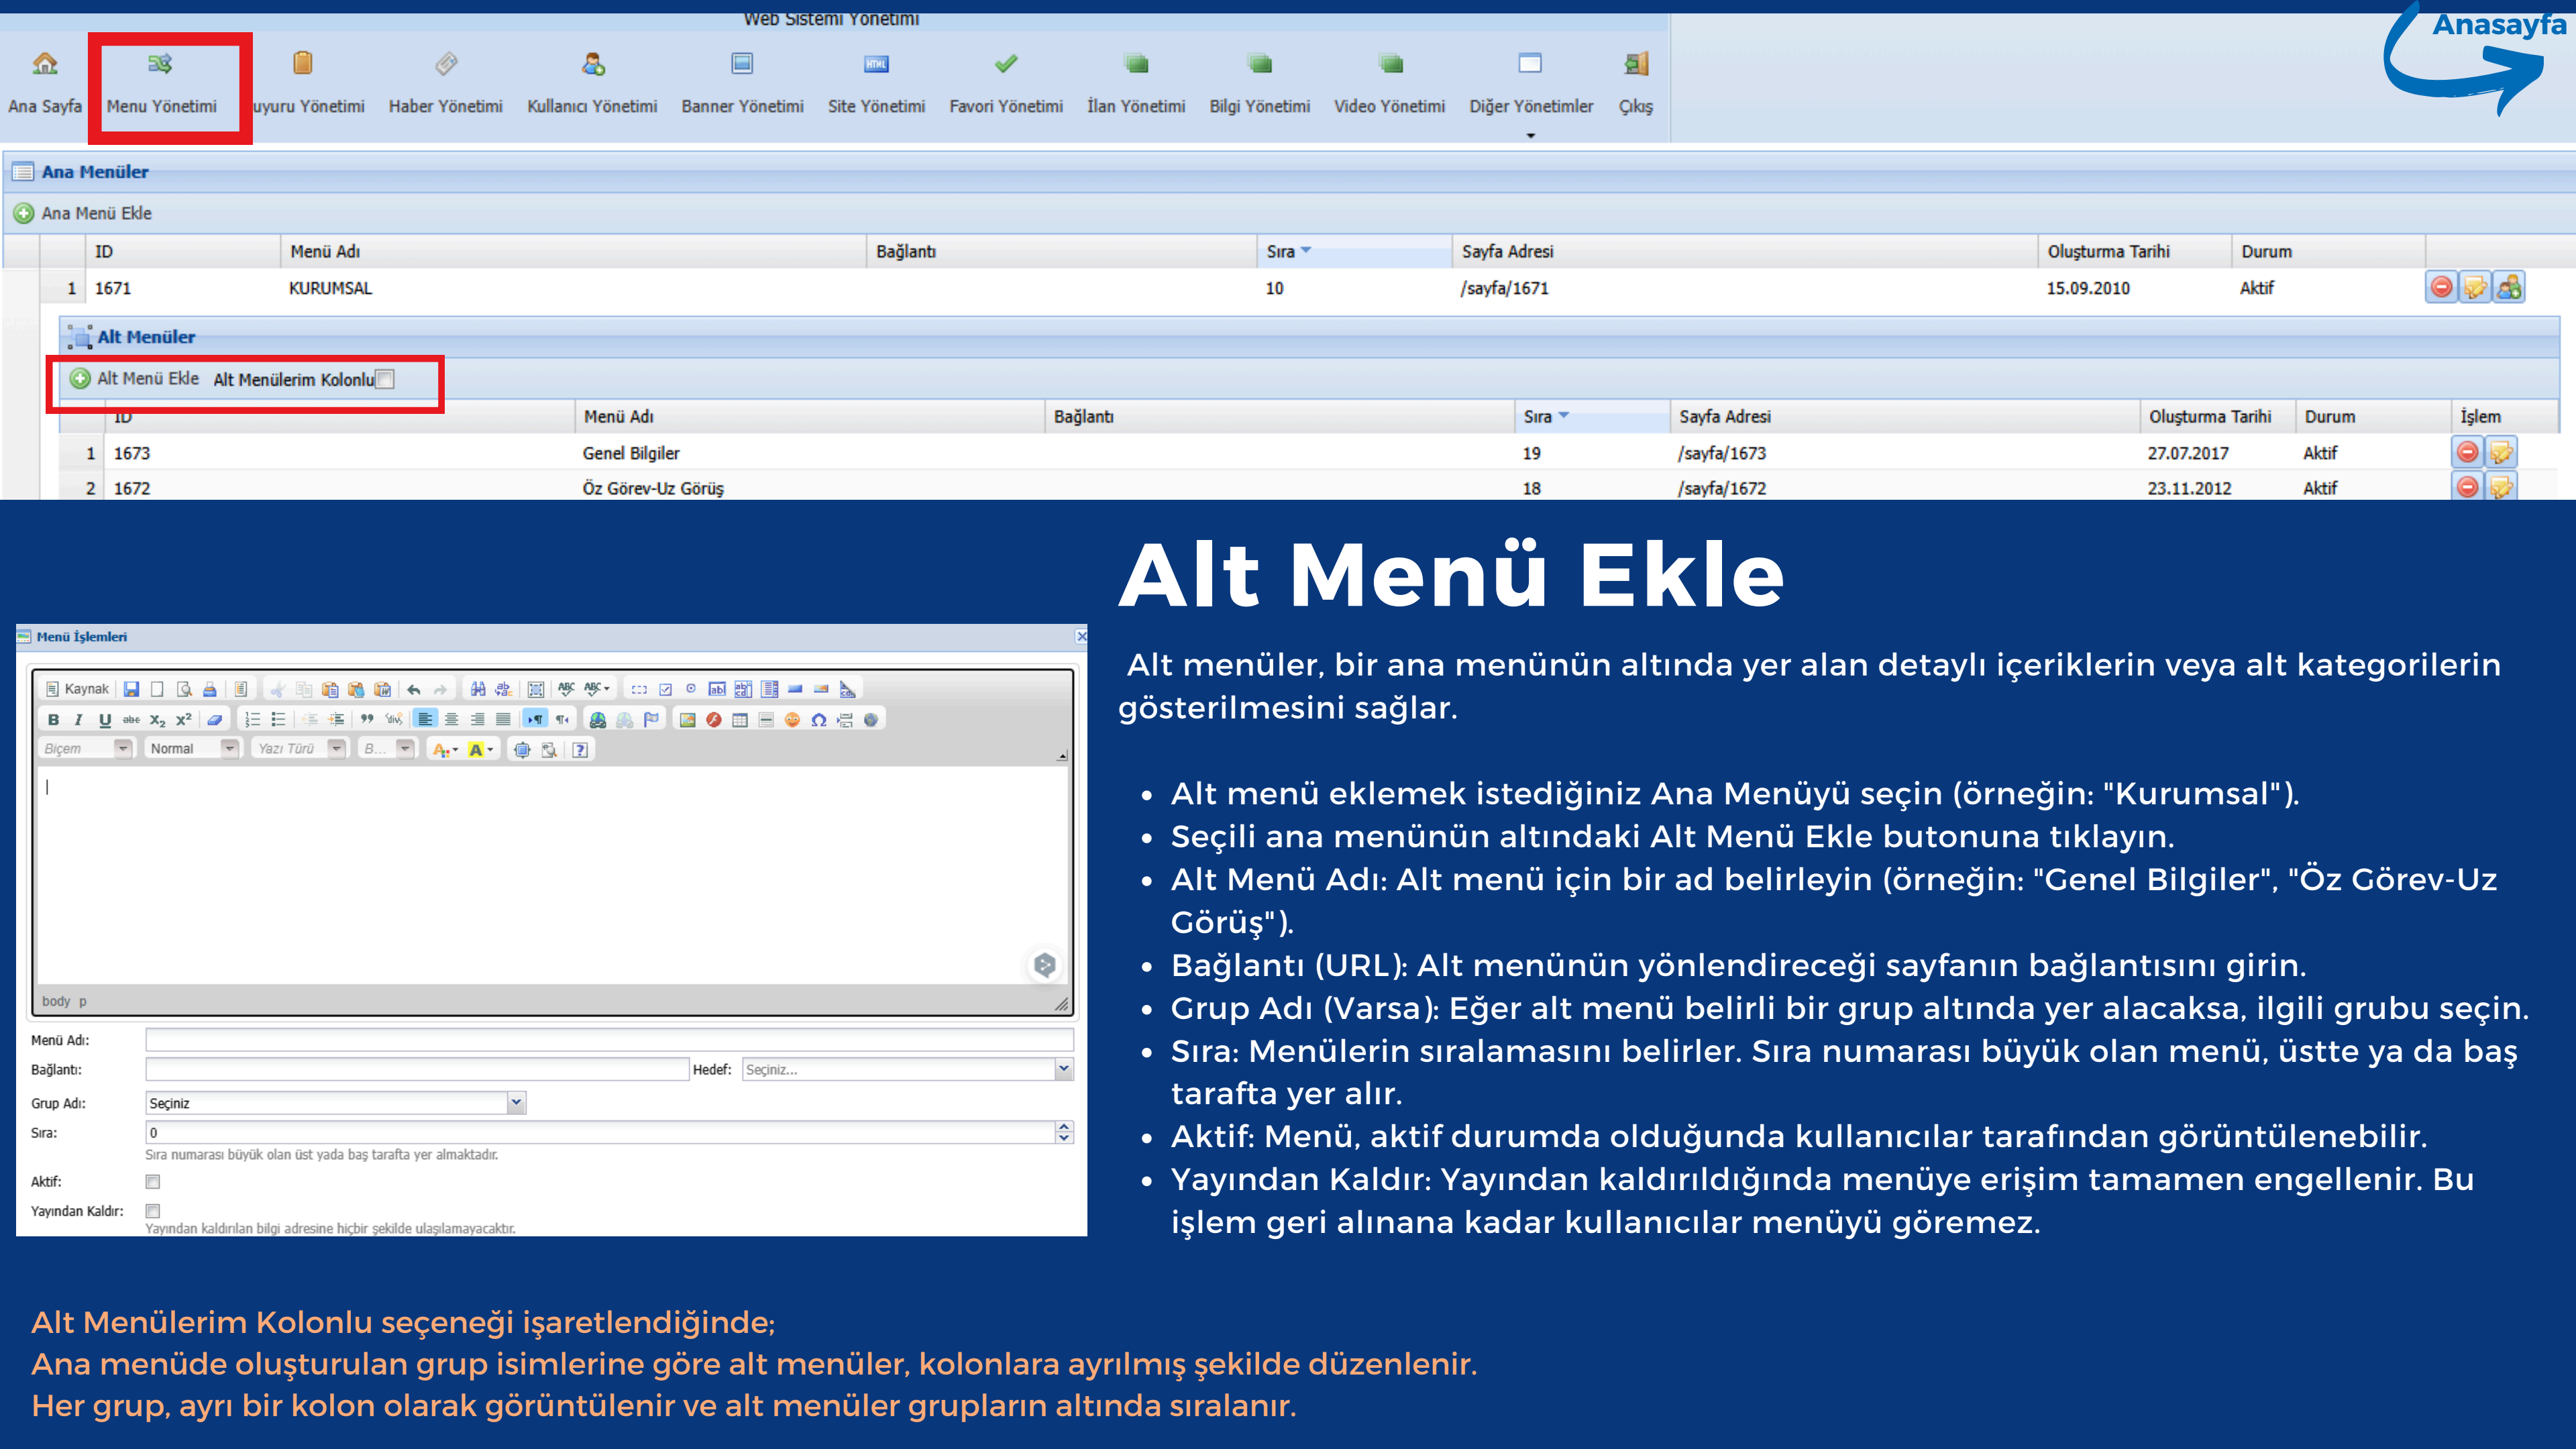 Web Sistemi Yönetimi
Anasayfa
Ana Sayfa Menu Yönetimi uyuru Yönetimi Haber Yönetimi Kullanıcı Yönetimi Banner Yönetimi Site Yönetimi Favori Yönetimi İlan Yönetimi Bilgi Yönetimi Video Yönetimi Diğer Yönetimler Çıkış
Ana Menüler
Ana Menü Ekle
ID Menü Adı Bağlantı Sıra Sayfa Adresi Oluşturma Tarihi Durum
1 1671 KURUMSAL 10 /sayfa/1671 15.09.2010 Aktif
Alt Menüler
Alt Menü Ekle Alt Menülerim Kolonlu
ID Menü Adı Bağlantı Sıra Sayfa Adresi Oluşturma Tarihi Durum İşlem
1 1673 Genel Bilgiler 19 /sayfa/1673 27.07.2017 Aktif
2 1672 Öz Görev-Uz Görüş 18 /sayfa/1672 23.11.2012 Aktif
Alt Menü Ekle
Alt menüler, bir ana menünün altında yer alan detaylı içeriklerin veya alt kategorilerin
gösterilmesini sağlar.
• Alt menü eklemek istediğiniz Ana Menüyü seçin (örneğin: "Kurumsal").
• Seçili ana menünün altındaki Alt Menü Ekle butonuna tıklayın.
• Alt Menü Adı: Alt menü için bir ad belirleyin (örneğin: "Genel Bilgiler", "Öz Görev-Uz
Görüş").
• Bağlantı (URL): Alt menünün yönlendireceği sayfanın bağlantısını girin.
• Grup Adı (Varsa): Eğer alt menü belirli bir grup altında yer alacaksa, ilgili grubu seçin.
• Sıra: Menülerin sıralamasını belirler. Sıra numarası büyük olan menü, üstte ya da baş
tarafta yer alır.
• Aktif: Menü, aktif durumda olduğunda kullanıcılar tarafından görüntülenebilir.
• Yayından Kaldır: Yayından kaldırıldığında menüye erişim tamamen engellenir. Bu
işlem geri alınana kadar kullanıcılar menüyü göremez.
Menü İşlemleri
Kaynak
Biçem Normal Yazı Türü B...
body p
Menü Adı:
Bağlantı: Hedef: Seçiniz...
Grup Adı: Seçiniz
Sıra: 0
Sıra numarası büyük olan üst yada baş tarafta yer almaktadır.
Aktif:
Yayından Kaldır:
Yayından kaldırılan bilgi adresine hiçbir şekilde ulaşılamayacaktır.
Alt Menülerim Kolonlu seçeneği işaretlendiğinde;
Ana menüde oluşturulan grup isimlerine göre alt menüler, kolonlara ayrılmış şekilde düzenlenir.
Her grup, ayrı bir kolon olarak görüntülenir ve alt menüler grupların altında sıralanır.